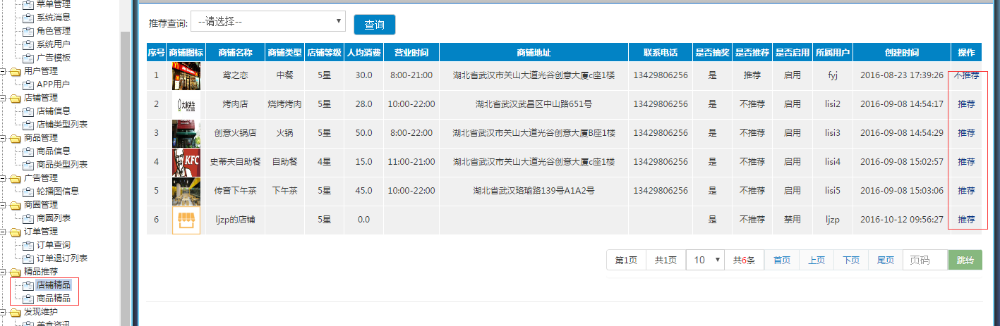 菜单管理
系统消息
角色管理
系统用户
广告模板
用户管理
APP用户
店铺管理
店铺信息
店铺类型列表
商品管理
商品信息
商品类型列表
广告管理
轮播图信息
商圈管理
商圈列表
订单管理
订单查询
订单退订列表
精品推荐
店铺精品
商品精品
发现维护
美食资讯
推荐查询: --请选择-- 查询
序号 商铺图标 商铺名称 商铺类型 店铺等级 人均消费 营业时间 商铺地址 联系电话 是否抽奖 是否推荐 是否启用 所属用户 创建时间 操作
1 鸢之恋 中餐 5星 30.0 8:00-21:00 湖北省武汉市关山大道光谷创意大厦c座1楼 13429806256 是 推荐 启用 fyj 2016-08-23 17:39:26 不推荐
2 大米先生 烤肉店 烧烤烤肉 5星 28.0 10:00-22:00 湖北省武汉武昌区中山路651号 13429806256 是 不推荐 启用 lisi2 2016-09-08 14:54:17 推荐
3 创意火锅店 火锅 5星 50.0 8:00-22:00 湖北省武汉市关山大道光谷创意大厦B座1楼 13429806256 是 不推荐 启用 lisi3 2016-09-08 14:54:29 推荐
4 KFC 史蒂夫自助餐 自助餐 4星 15.0 11:00-21:00 湖北省武汉市关山大道光谷创意大厦c座1楼 13429806256 是 不推荐 启用 lisi4 2016-09-08 15:02:57 推荐
5 传音下午茶 下午茶 5星 45.0 10:00-22:00 湖北省武汉珞瑜路139号A1A2号 13429806256 是 不推荐 启用 lisi5 2016-09-08 15:03:06 推荐
6 ljzp的店铺 5星 0.0 是 不推荐 禁用 ljzp 2016-10-12 09:56:27 推荐
第1页 共1页 10 共6条 首页 上页 下页 尾页 页码 跳转